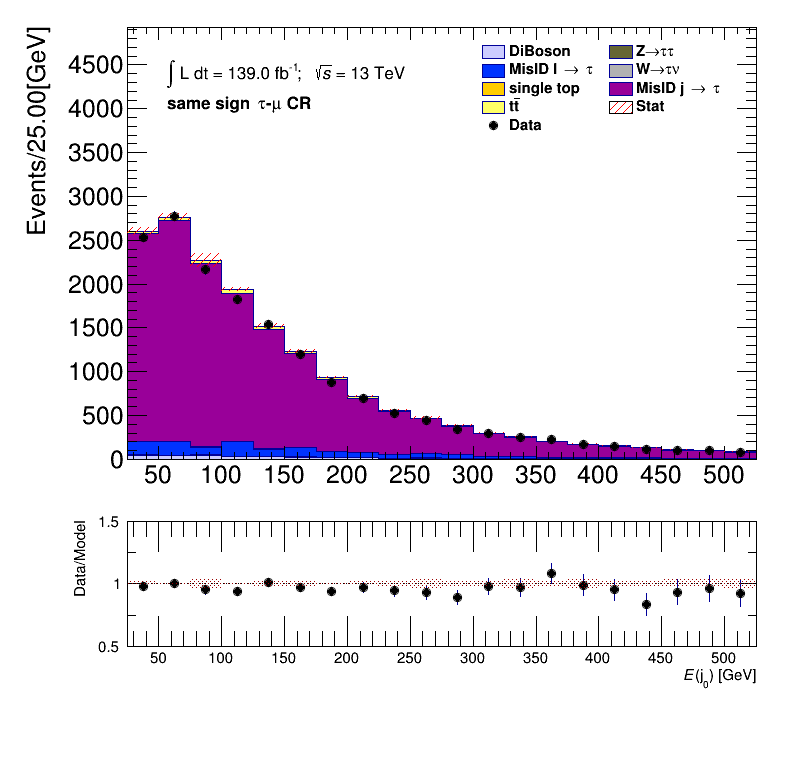 Events/25.00[GeV]
4500
4000
3500
3000
2500
2000
1500
1000
500
0
∫ L dt = 139.0 fb⁻¹; √s = 13 TeV
same sign τ-μ CR
DiBoson
MisID l → τ
single top
tt̄
Data
Z→ττ
W→τν
MisID j → τ
Stat
50 100 150 200 250 300 350 400 450 500
Data/Model
1.5
1
0.5
50 100 150 200 250 300 350 400 450 500
E(j₀) [GeV]